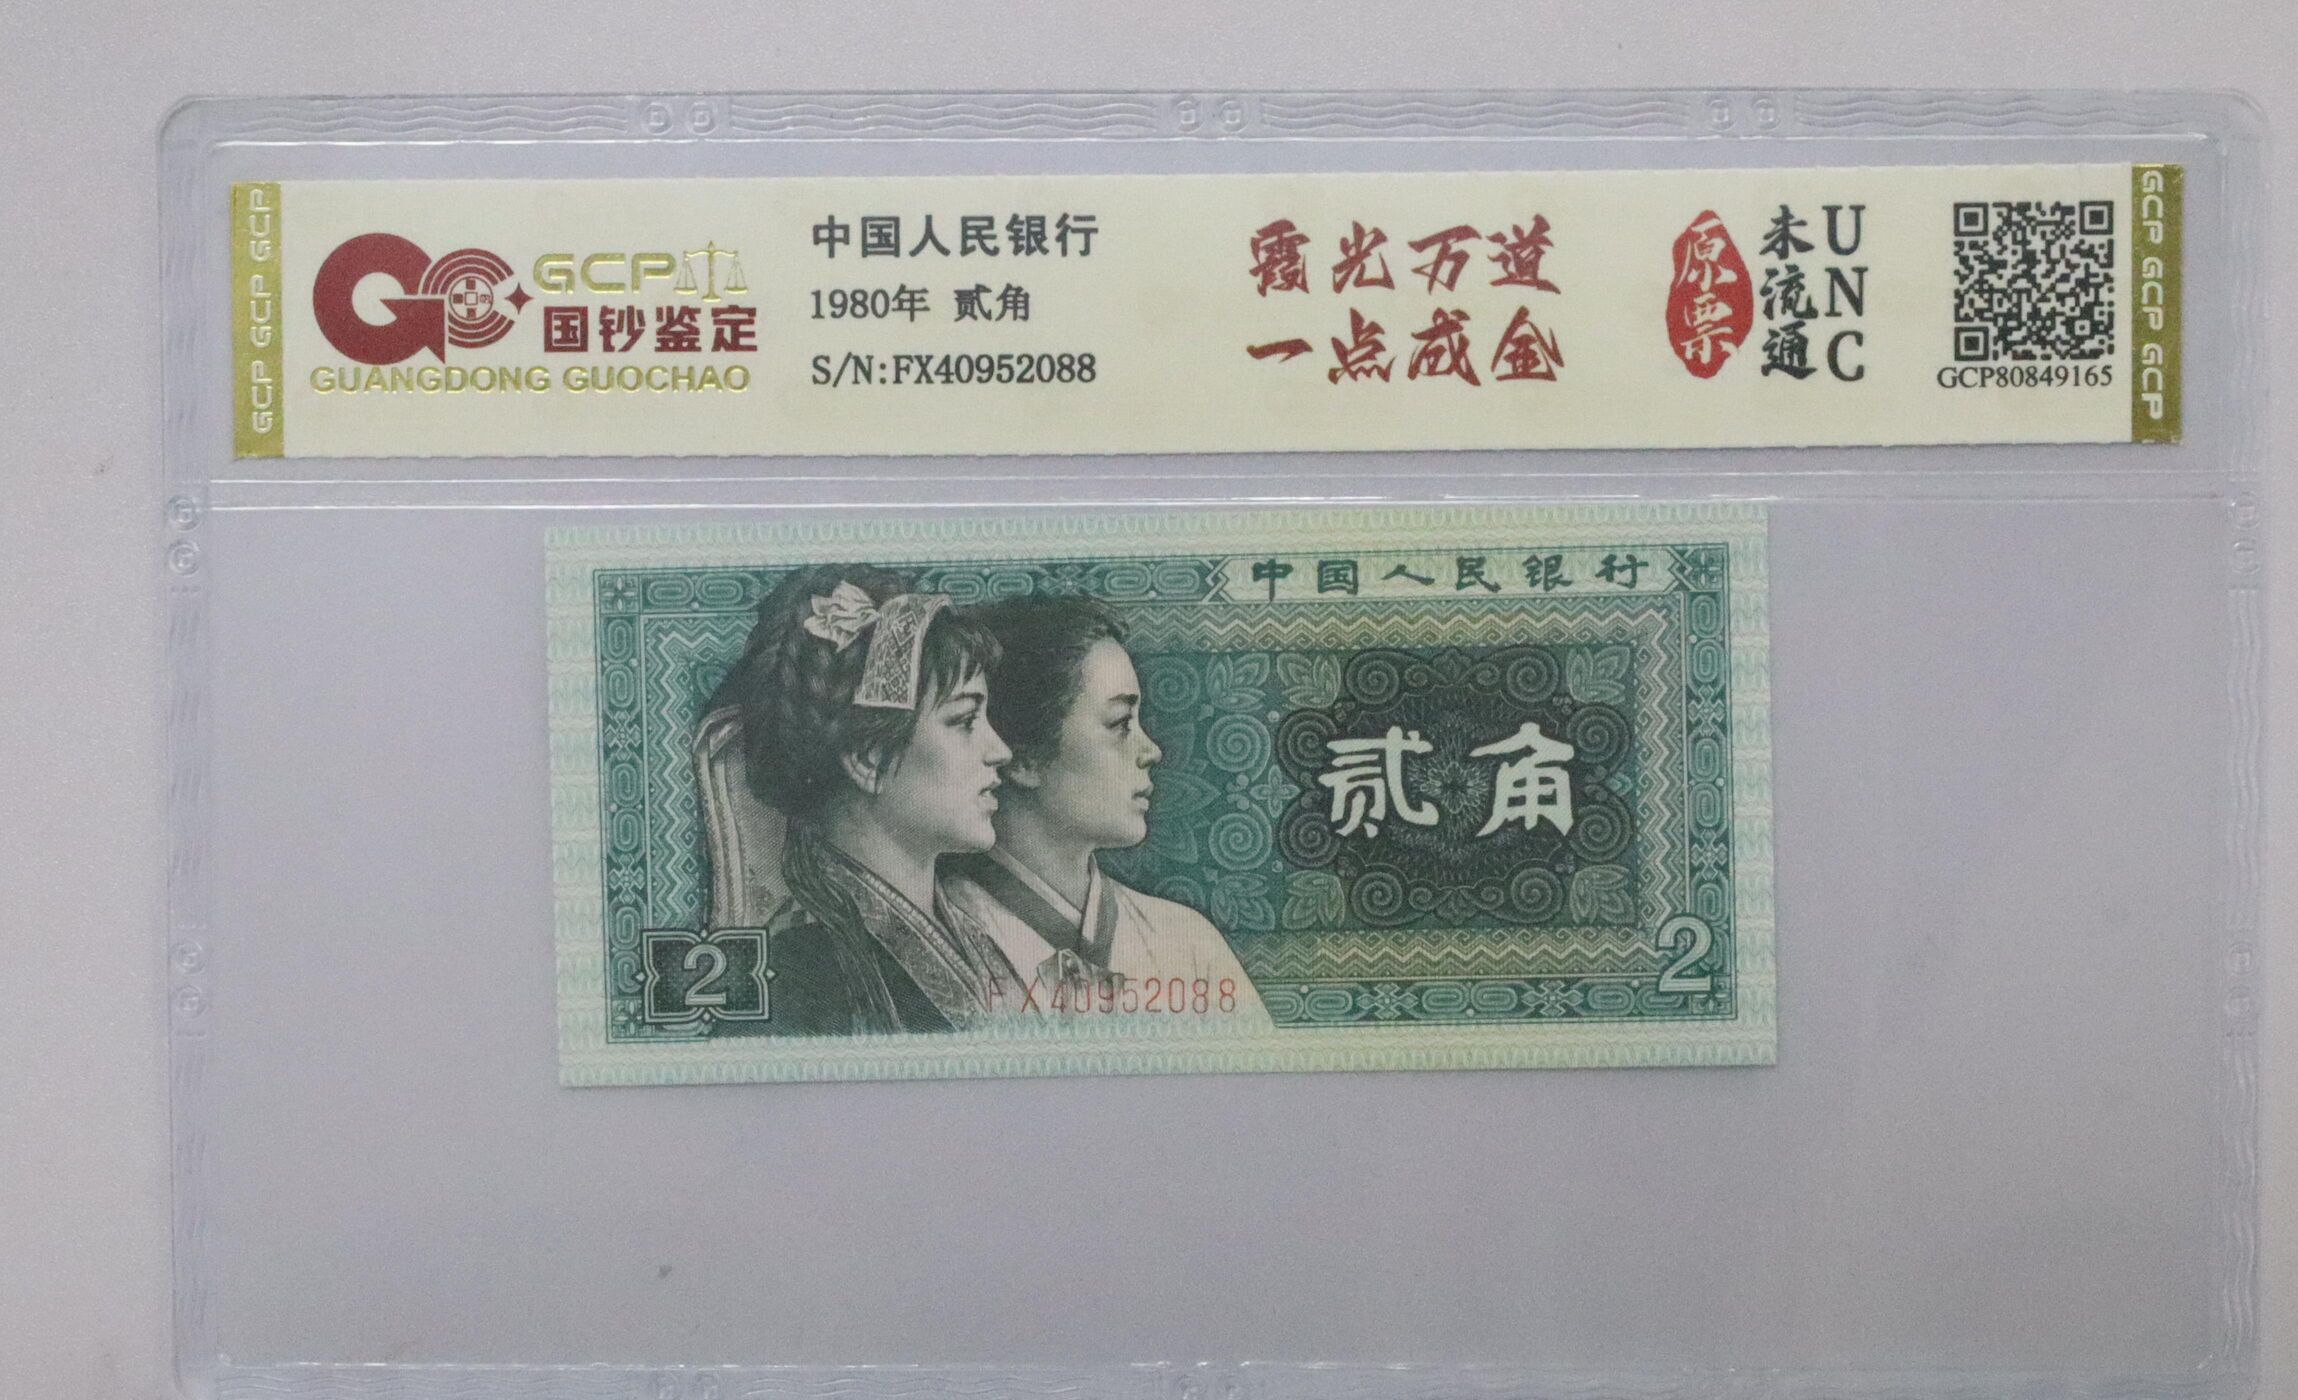 GCP GCP GCP
GCP
国钞鉴定
GUANGDONG GUOCHAO
中国人民银行
1980年 贰角
S/N:FX40952088
霞光万道
一点成金
原票
未流通
UNC
GCP80849165
GCP GCP GCP
中国人民银行
贰角
2
2
FX40952088